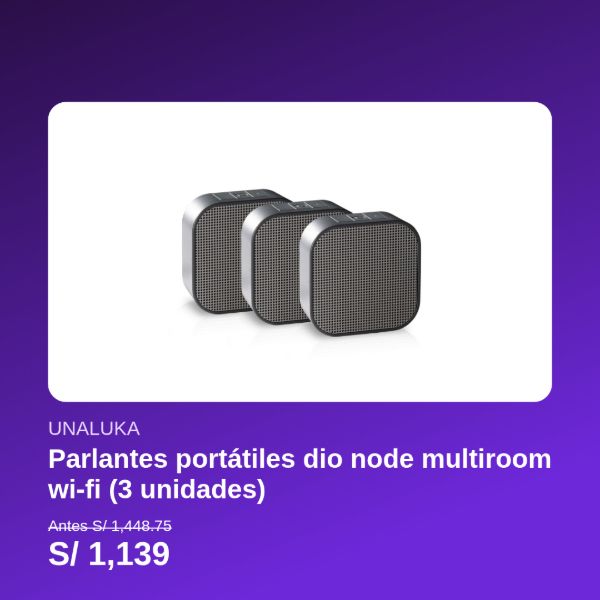 UNALUKA
Parlantes portátiles dio node multiroom
wi-fi (3 unidades)
Antes S/ 1,448.75
S/ 1,139